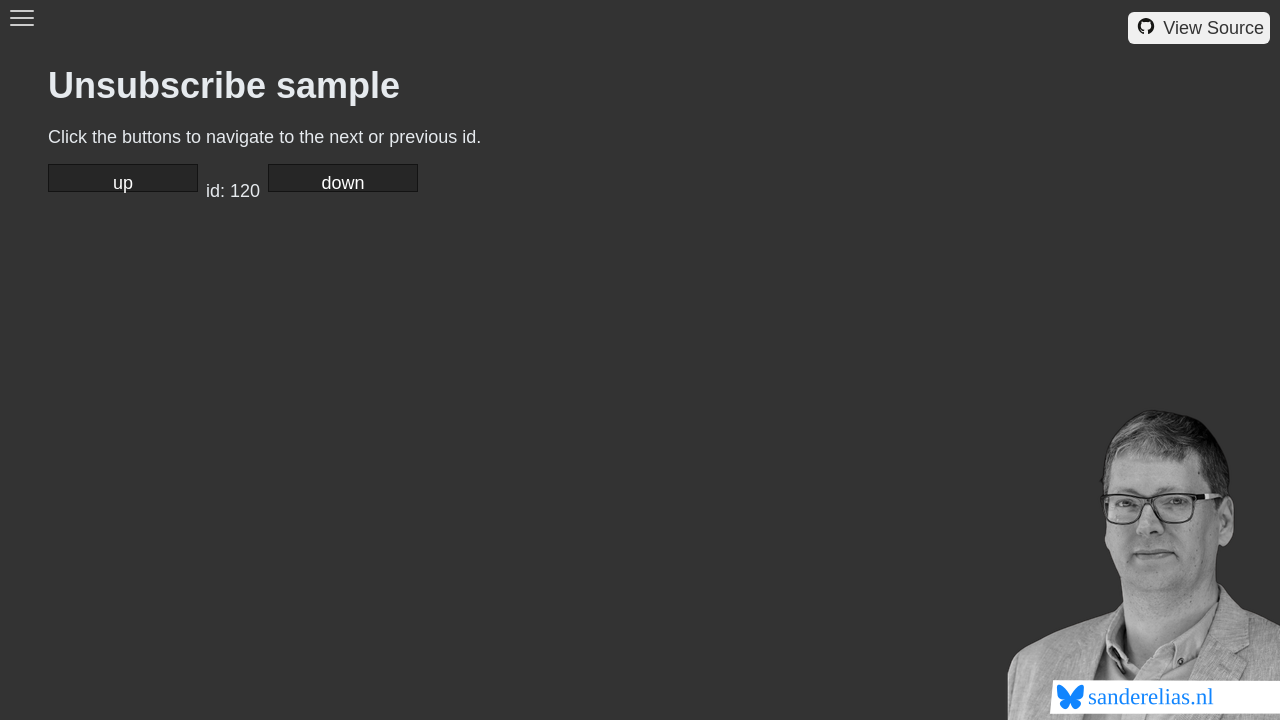 View Source
Unsubscribe sample
Click the buttons to navigate to the next or previous id.
up id: 120 down
sanderelias.nl